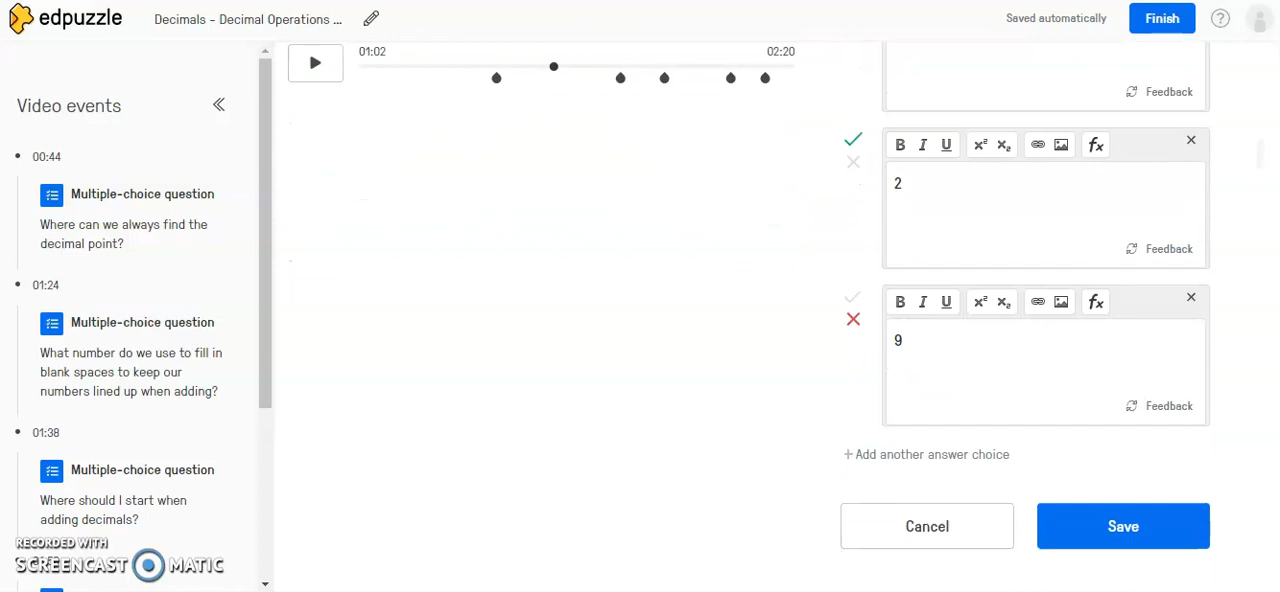 edpuzzle
Decimals - Decimal Operations ...
Saved automatically
Finish
?
Video events
00:44
Multiple-choice question
Where can we always find the
decimal point?
01:24
Multiple-choice question
What number do we use to fill in
blank spaces to keep our
numbers lined up when adding?
01:38
Multiple-choice question
Where should I start when
adding decimals?
RECORDED WITH
SCREENCAST MATIC
01:02
02:20
Feedback
B I U x² x₂ fx
2
Feedback
B I U x² x₂ fx
9
Feedback
+ Add another answer choice
Cancel
Save